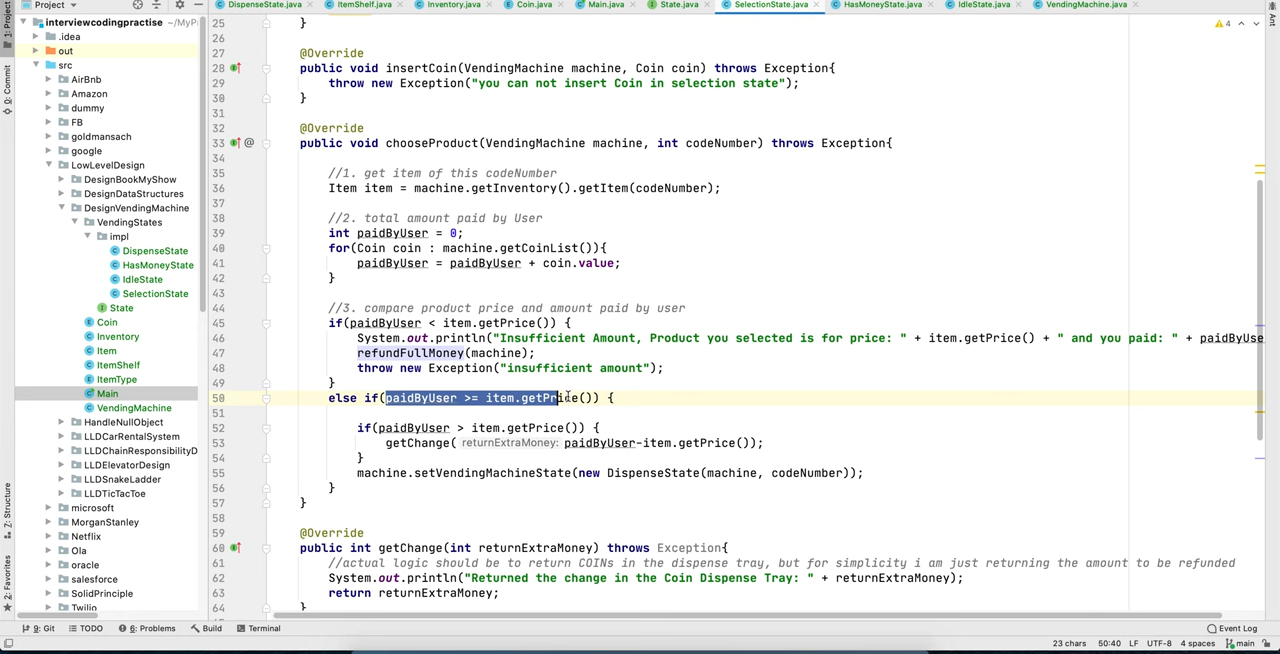 Project
DispenseState.java
ItemShelf.java
Inventory.java
Coin.java
Main.java
State.java
SelectionState.java
HasMoneyState.java
IdleState.java
VendingMachine.java
1: Project
0: Commit
Z: Structure
2: Favorites
Ant
4
interviewcodingpractise ~/MyP
.idea
out
src
AirBnb
Amazon
dummy
FB
goldmansach
google
LowLevelDesign
DesignBookMyShow
DesignDataStructures
DesignVendingMachine
VendingStates
impl
DispenseState
HasMoneyState
IdleState
SelectionState
State
Coin
Inventory
Item
ItemShelf
ItemType
Main
VendingMachine
HandleNullObject
LLDCarRentalSystem
LLDChainResponsibilityD
LLDElevatorDesign
LLDSnakeLadder
LLDTicTacToe
microsoft
MorganStanley
Netflix
Ola
oracle
salesforce
SolidPrinciple
Twilio
25 }
26
27 @Override
28 public void insertCoin(VendingMachine machine, Coin coin) throws Exception{
29 throw new Exception("you can not insert Coin in selection state");
30 }
31
32 @Override
33 @ public void chooseProduct(VendingMachine machine, int codeNumber) throws Exception{
34
35 //1. get item of this codeNumber
36 Item item = machine.getInventory().getItem(codeNumber);
37
38 //2. total amount paid by User
39 int paidByUser = 0;
40 for(Coin coin : machine.getCoinList()){
41 paidByUser = paidByUser + coin.value;
42 }
43
44 //3. compare product price and amount paid by user
45 if(paidByUser < item.getPrice()) {
46 System.out.println("Insufficient Amount, Product you selected is for price: " + item.getPrice() + " and you paid: " + paidByUse
47 refundFullMoney(machine);
48 throw new Exception("insufficient amount");
49 }
50 else if(paidByUser >= item.getPrice()) {
51
52 if(paidByUser > item.getPrice()) {
53 getChange( returnExtraMoney: paidByUser-item.getPrice());
54 }
55 machine.setVendingMachineState(new DispenseState(machine, codeNumber));
56 }
57 }
58
59 @Override
60 public int getChange(int returnExtraMoney) throws Exception{
61 //actual logit should be to return COINs in the dispense tray, but for simplicity i am just returning the amount to be refunded
62 System.out.println("Returned the change in the Coin Dispense Tray: " + returnExtraMoney);
63 return returnExtraMoney;
64 }
9: Git
TODO
6: Problems
Build
Terminal
Event Log
23 chars 50:40 LF UTF-8 4 spaces main